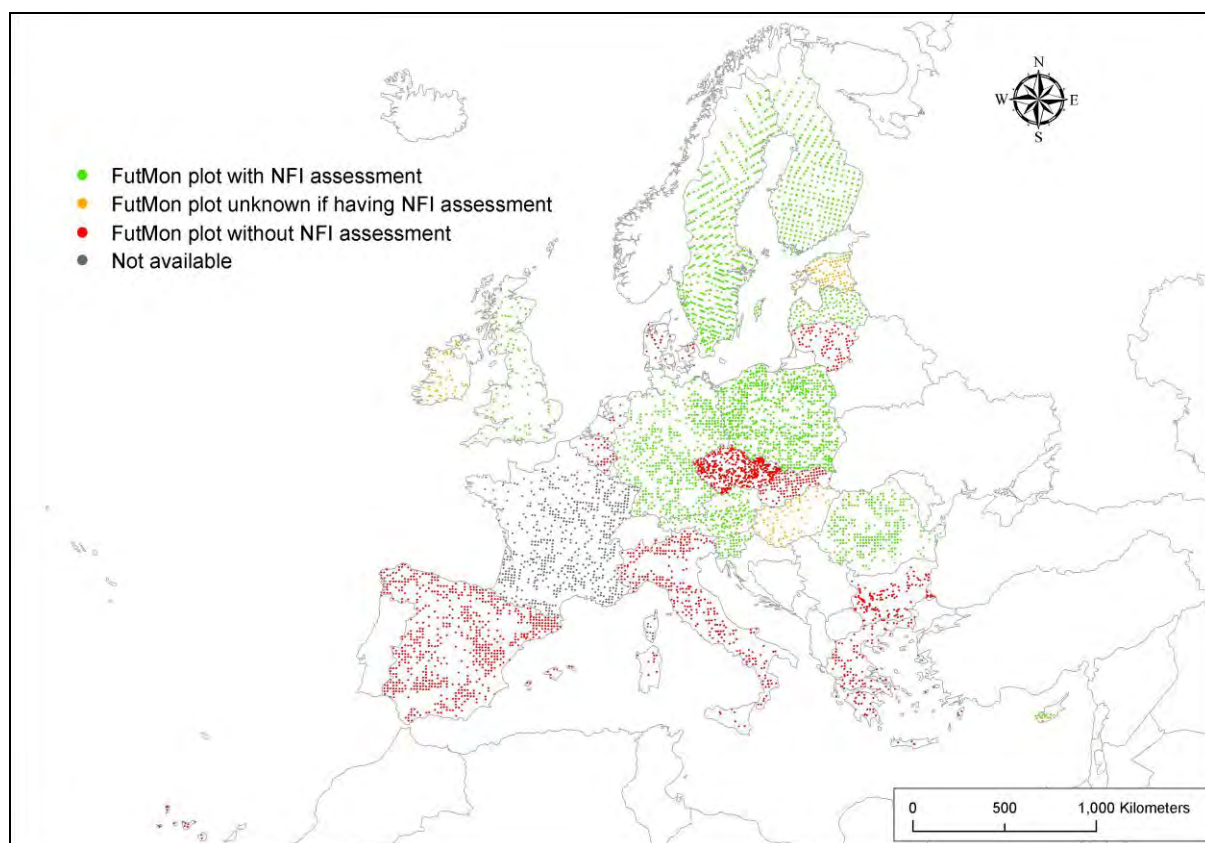 N
W E
S
FutMon plot with NFI assessment
FutMon plot unknown if having NFI assessment
FutMon plot without NFI assessment
Not available
0 500 1,000 Kilometers